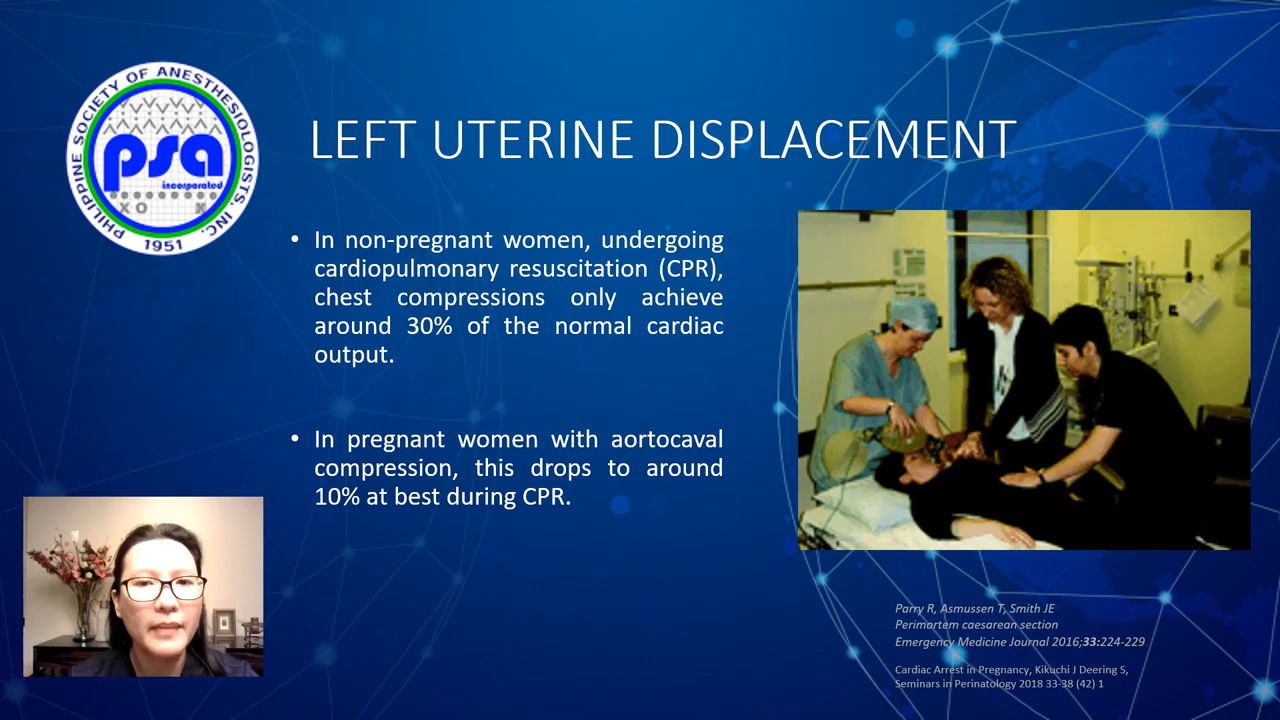 PHILIPPINE SOCIETY OF ANESTHESIOLOGISTS, INC.
psa
incorporated
X O X
1951
LEFT UTERINE DISPLACEMENT
• In non-pregnant women, undergoing
cardiopulmonary resuscitation (CPR),
chest compressions only achieve
around 30% of the normal cardiac
output.
• In pregnant women with aortocaval
compression, this drops to around
10% at best during CPR.
Parry R, Asmussen T, Smith JE
Perimortem caesarean section
Emergency Medicine Journal 2016;33:224-229
Cardiac Arrest in Pregnancy, Kikuchi J Deering S,
Seminars in Perinatology 2018 33-38 (42) 1